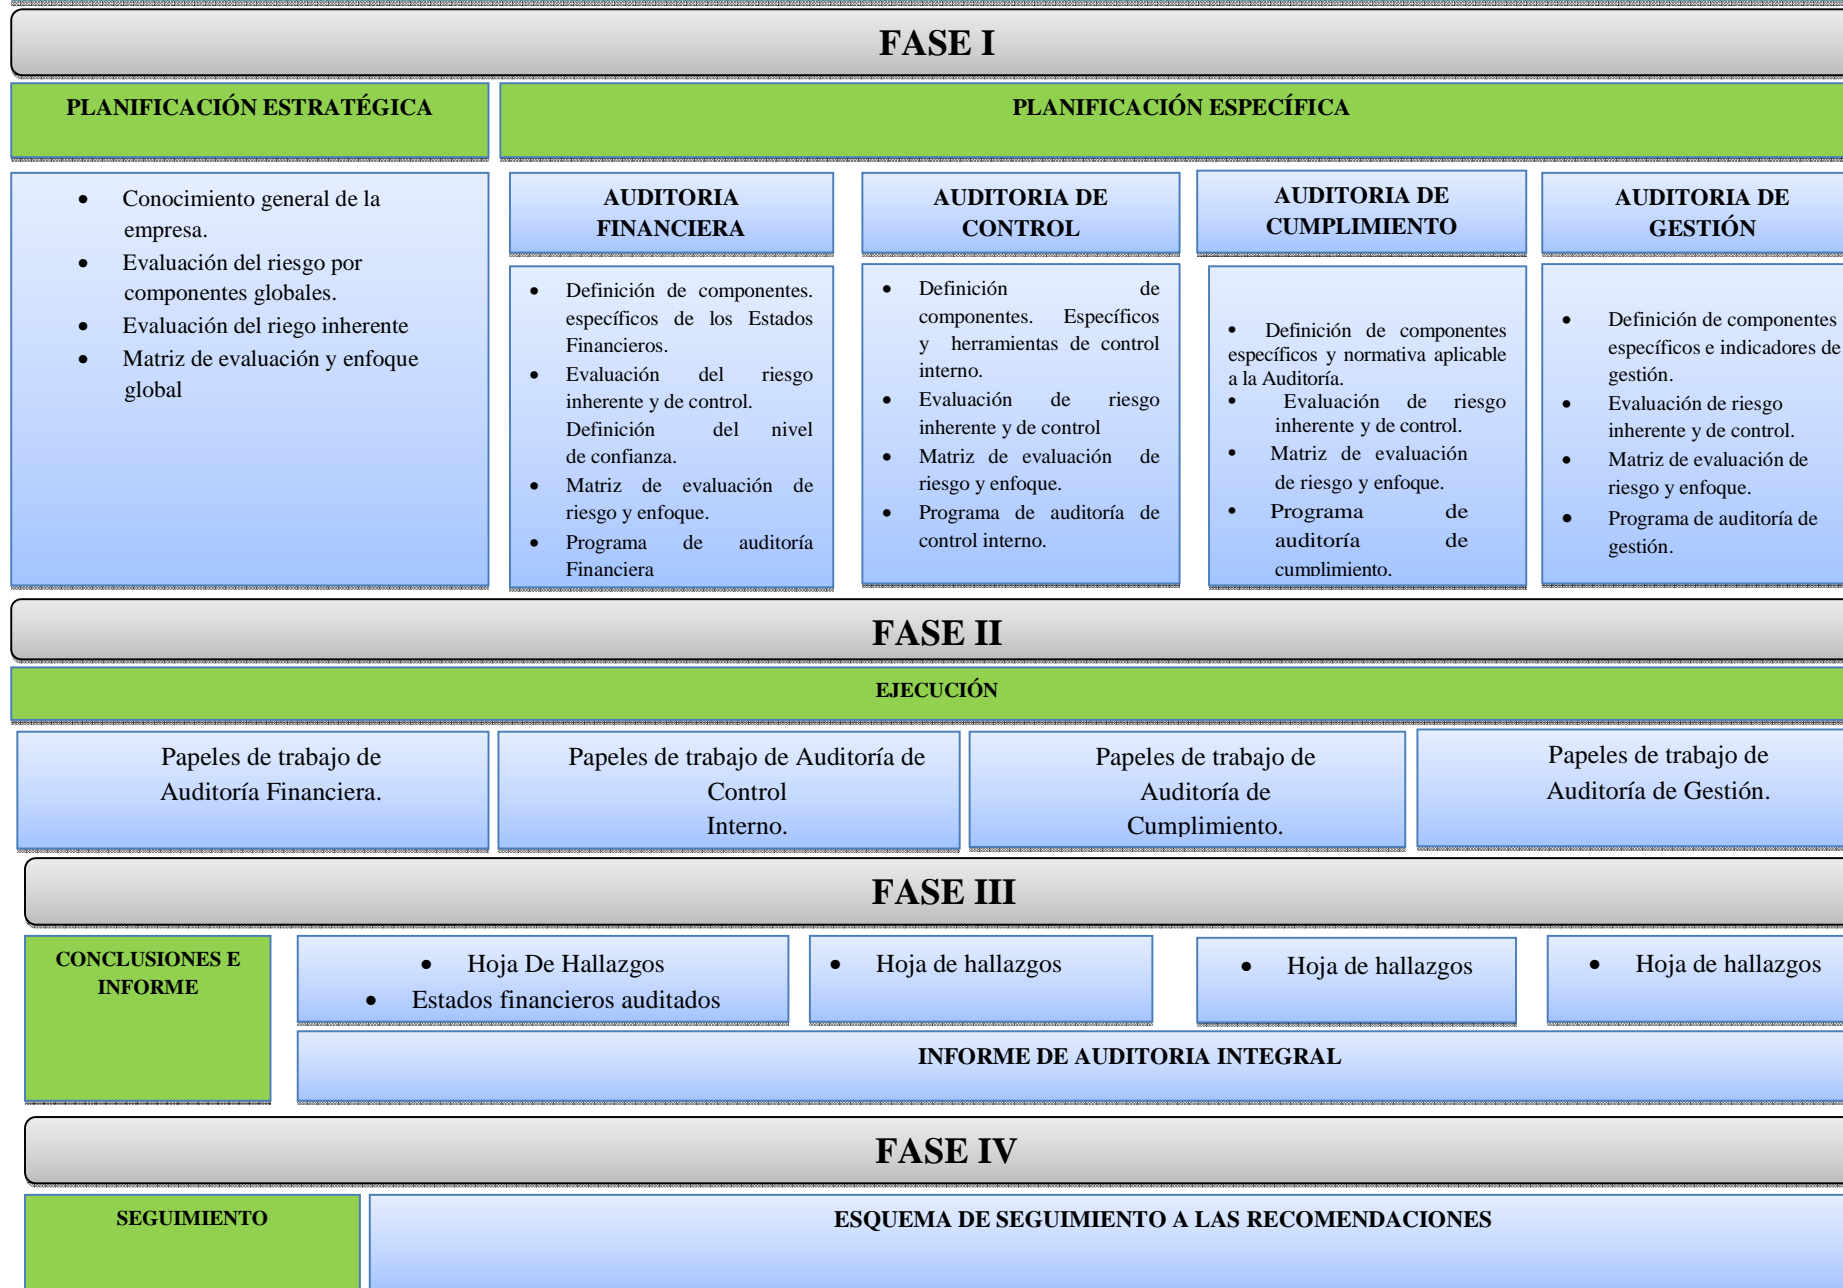 FASE I
PLANIFICACIÓN ESTRATÉGICA
PLANIFICACIÓN ESPECÍFICA
• Conocimiento general de la
empresa.
• Evaluación del riesgo por
componentes globales.
• Evaluación del riego inherente
• Matriz de evaluación y enfoque
global
AUDITORIA
FINANCIERA
• Definición de componentes.
específicos de los Estados
Financieros.
• Evaluación del riesgo
inherente y de control.
Definición del nivel
de confianza.
• Matriz de evaluación de
riesgo y enfoque.
• Programa de auditoría
Financiera
AUDITORIA DE
CONTROL
• Definición de
componentes. Específicos
y herramientas de control
interno.
• Evaluación de riesgo
inherente y de control
• Matriz de evaluación de
riesgo y enfoque.
• Programa de auditoría de
control interno.
AUDITORIA DE
CUMPLIMIENTO
• Definición de componentes
específicos y normativa aplicable
a la Auditoría.
• Evaluación de riesgo
inherente y de control.
• Matriz de evaluación
de riesgo y enfoque.
• Programa de
auditoría de
cumplimiento.
AUDITORIA DE
GESTIÓN
• Definición de componentes
específicos e indicadores de
gestión.
• Evaluación de riesgo
inherente y de control.
• Matriz de evaluación de
riesgo y enfoque.
• Programa de auditoría de
gestión.
FASE II
EJECUCIÓN
Papeles de trabajo de
Auditoría Financiera.
Papeles de trabajo de Auditoría de
Control
Interno.
Papeles de trabajo de
Auditoría de
Cumplimiento.
Papeles de trabajo de
Auditoría de Gestión.
FASE III
CONCLUSIONES E
INFORME
• Hoja De Hallazgos
• Estados financieros auditados
• Hoja de hallazgos
• Hoja de hallazgos
• Hoja de hallazgos
INFORME DE AUDITORIA INTEGRAL
FASE IV
SEGUIMIENTO
ESQUEMA DE SEGUIMIENTO A LAS RECOMENDACIONES